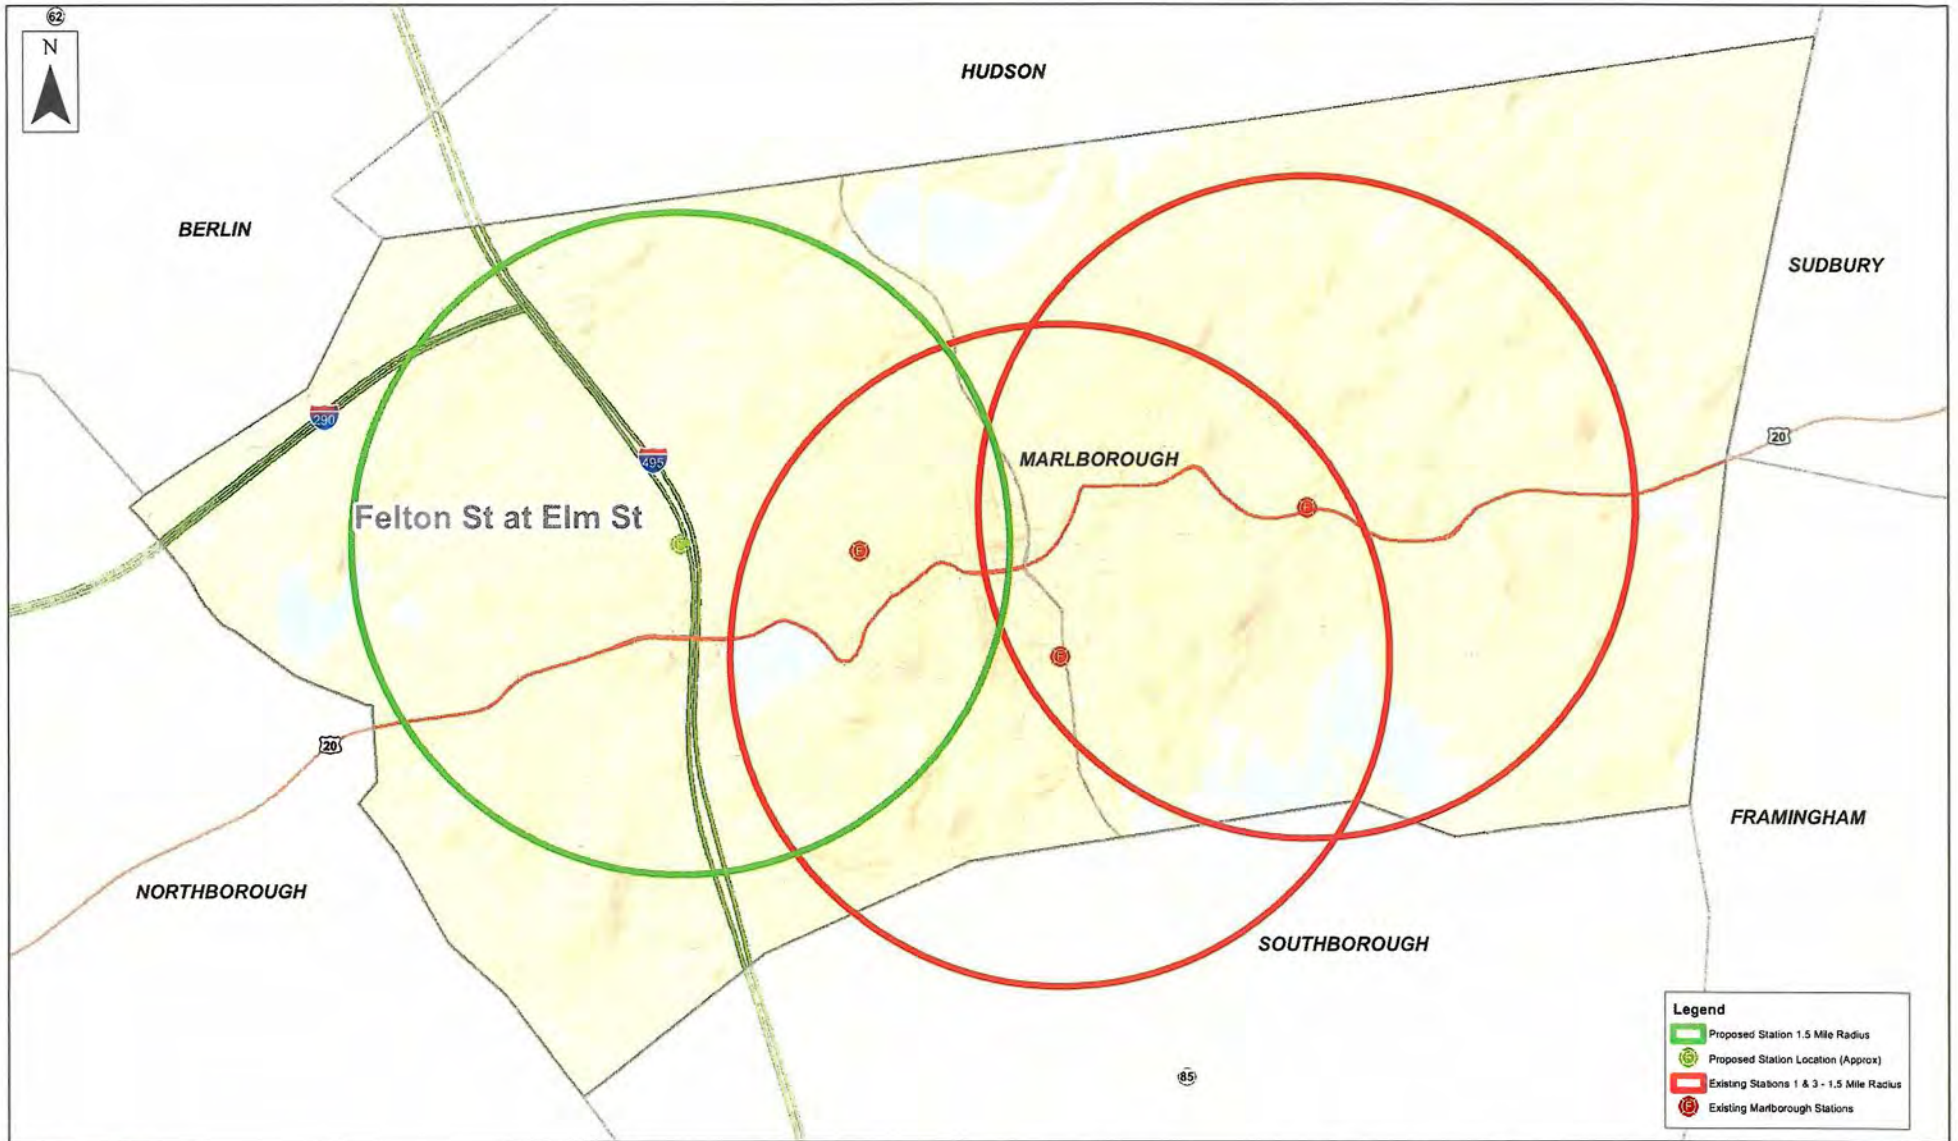 62
N
HUDSON
BERLIN
SUDBURY
290
495
20
MARLBOROUGH
Felton St at Elm St
F
F
F
20
FRAMINGHAM
NORTHBOROUGH
SOUTHBOROUGH
85
Legend
Proposed Station 1.5 Mile Radius
Proposed Station Location (Approx)
Existing Stations 1 & 3 - 1.5 Mile Radius
Existing Marlborough Stations